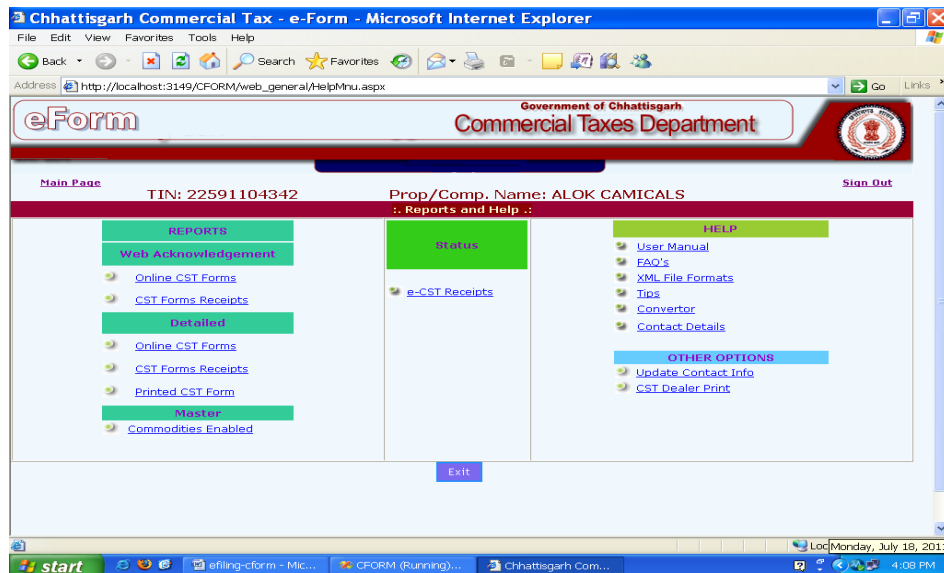 Chhattisgarh Commercial Tax - e-Form - Microsoft Internet Explorer
File Edit View Favorites Tools Help
Back Search Favorites
Address http://localhost:3149/CFORM/web_general/HelpMnu.aspx Go Links
eForm
Government of Chhattisgarh
Commercial Taxes Department
Main Page
Sign Out
TIN: 22591104342 Prop/Comp. Name: ALOK CAMICALS
:. Reports and Help .:
REPORTS
Web Acknowledgement
Online CST Forms
CST Forms Receipts
Detailed
Online CST Forms
CST Forms Receipts
Printed CST Form
Master
Commodities Enabled
Status
e-CST Receipts
HELP
User Manual
FAQ's
XML File Formats
Tips
Convertor
Contact Details
OTHER OPTIONS
Update Contact Info
CST Dealer Print
Exit
Loc
Monday, July 18, 201
start efiling-cform - Mic... CFORM (Running)... Chhattisgarh Com... 4:08 PM